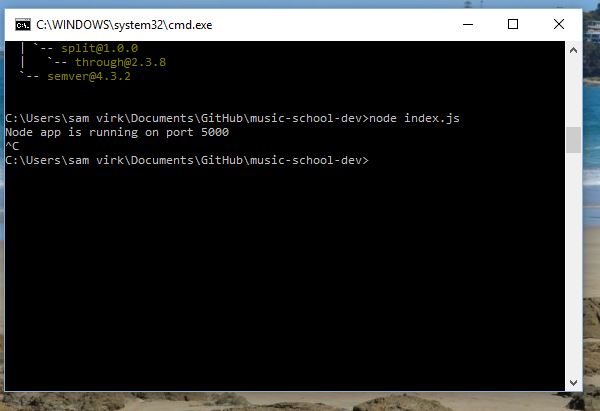 C:\WINDOWS\system32\cmd.exe
| `-- split@1.0.0
|   `-- through@2.3.8
`-- semver@4.3.2
C:\Users\sam virk\Documents\GitHub\music-school-dev>node index.js
Node app is running on port 5000
^C
C:\Users\sam virk\Documents\GitHub\music-school-dev>